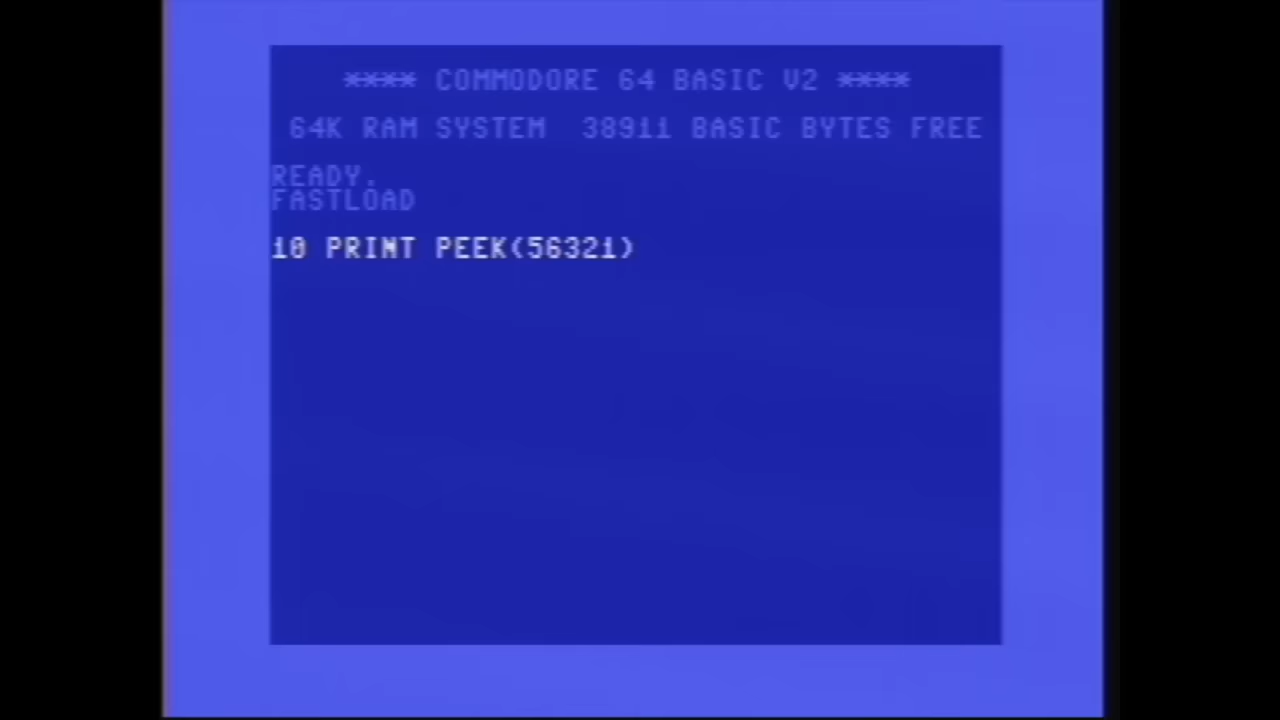 **** COMMODORE 64 BASIC V2 ****
64K RAM SYSTEM  38911 BASIC BYTES FREE
READY.
FASTLOAD
10 PRINT PEEK(56321)